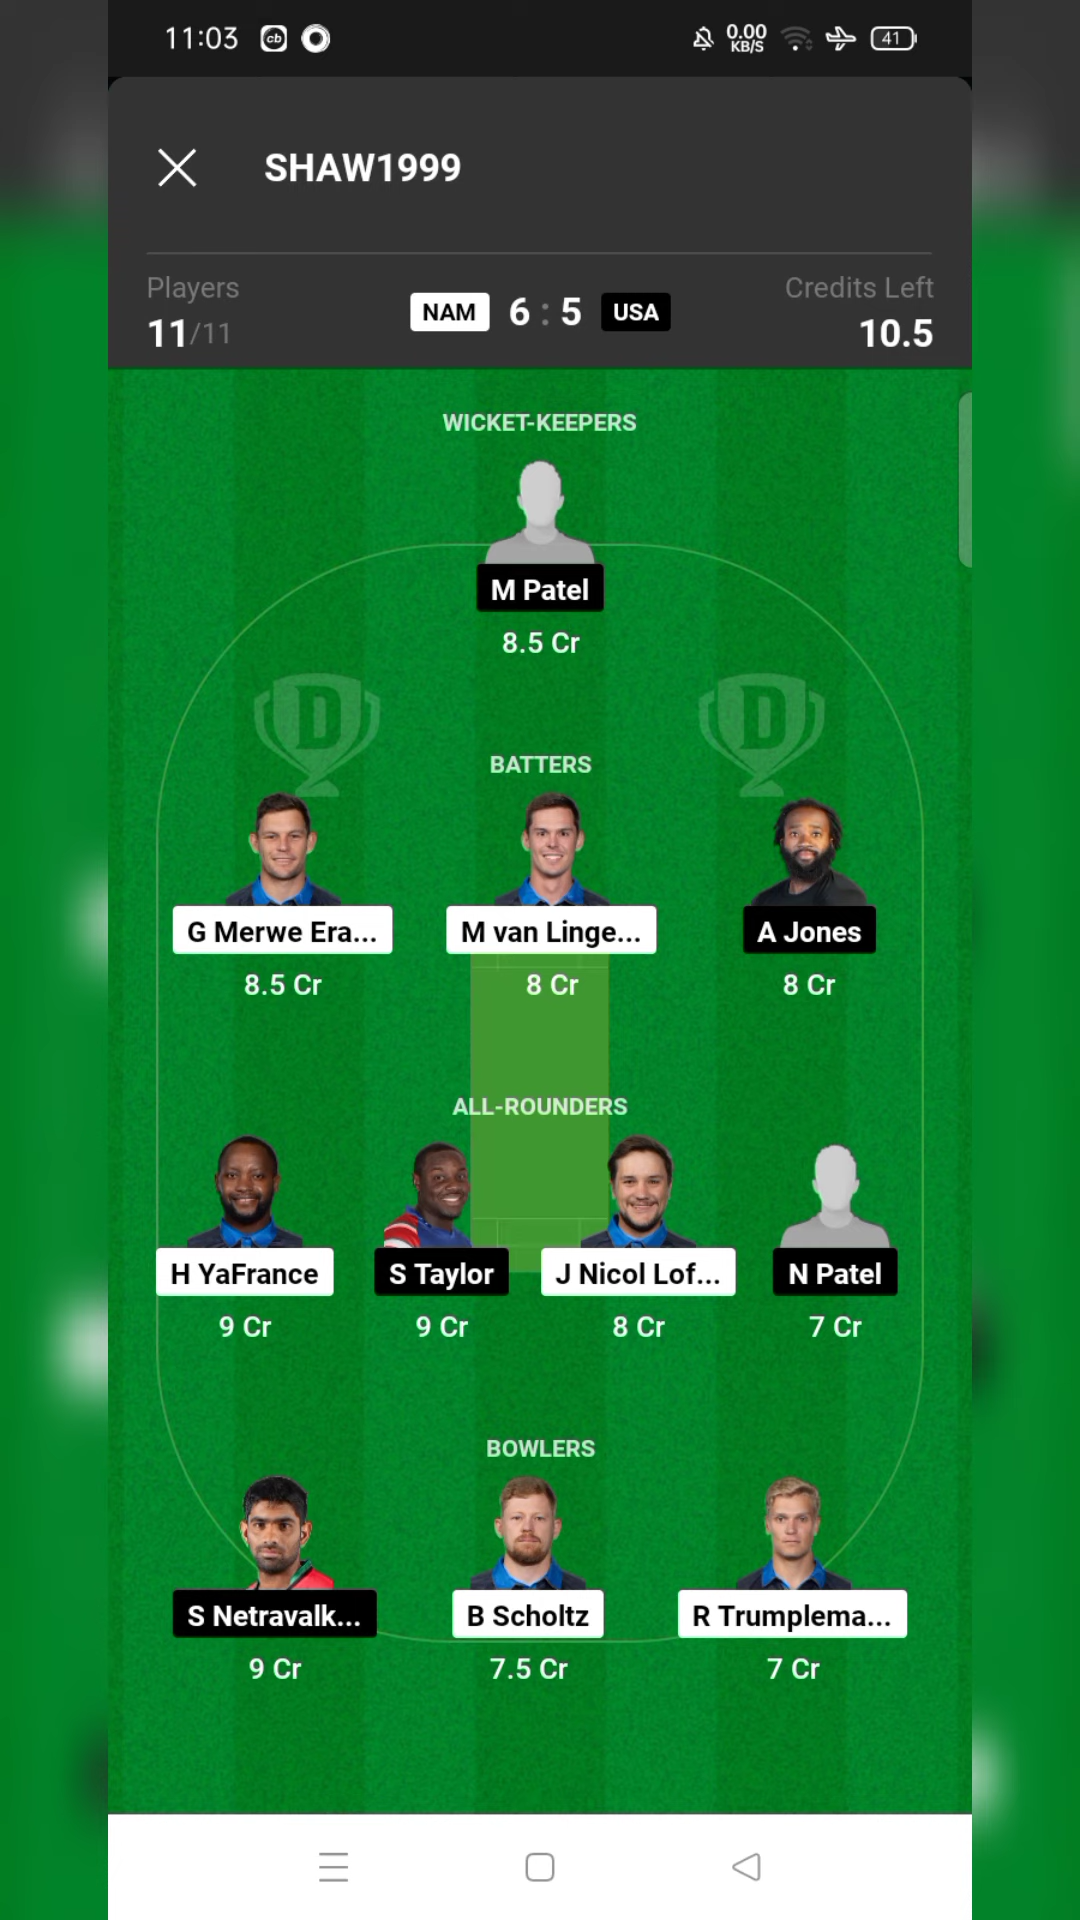 11:03 cb 0.00 KB/S 41
SHAW1999
Players
11/11
NAM 6 : 5 USA
Credits Left
10.5
WICKET-KEEPERS
M Patel
8.5 Cr
D D
BATTERS
G Merwe Era... M van Linge... A Jones
8.5 Cr 8 Cr 8 Cr
ALL-ROUNDERS
H YaFrance S Taylor J Nicol Lof... N Patel
9 Cr 9 Cr 8 Cr 7 Cr
BOWLERS
S Netravalk... B Scholtz R Trumplema...
9 Cr 7.5 Cr 7 Cr